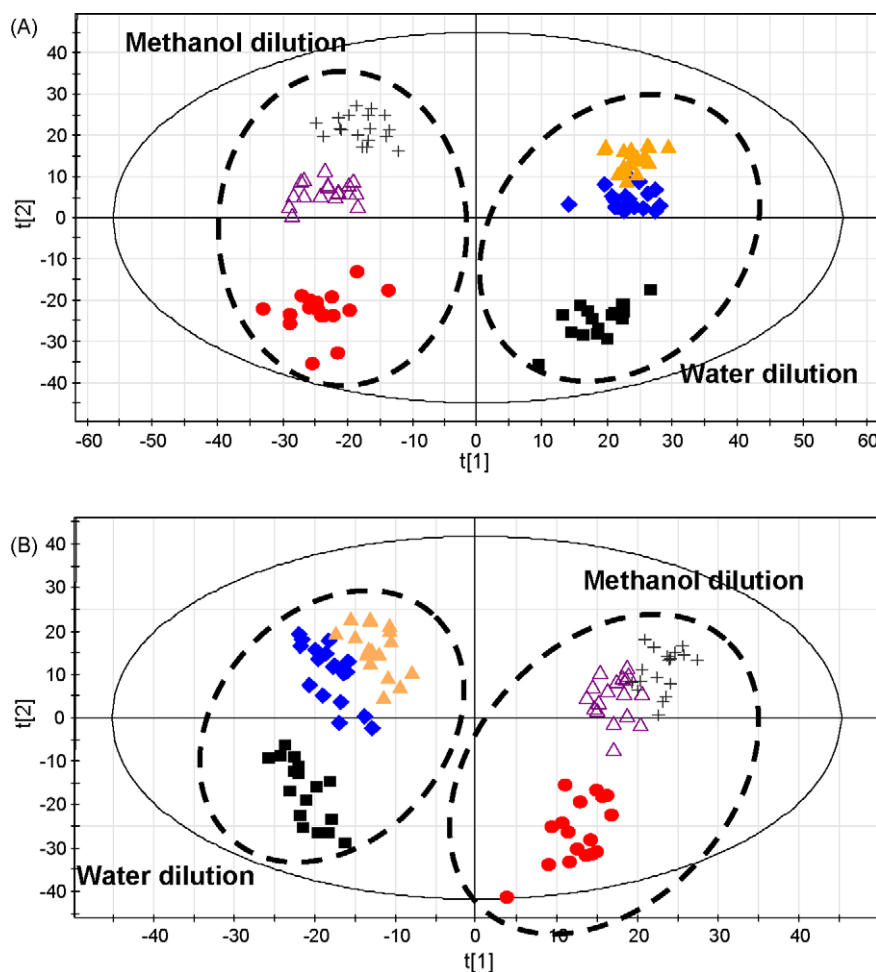 (A)
Methanol dilution
40
30
20
10
0
-10
-20
-30
-40
t[2]
Water dilution
-60 -50 -40 -30 -20 -10 0 10 20 30 40 50 60
t[1]
(B)
Methanol dilution
40
30
20
10
0
-10
-20
-30
-40
t[2]
Water dilution
-40 -30 -20 -10 0 10 20 30 40
t[1]